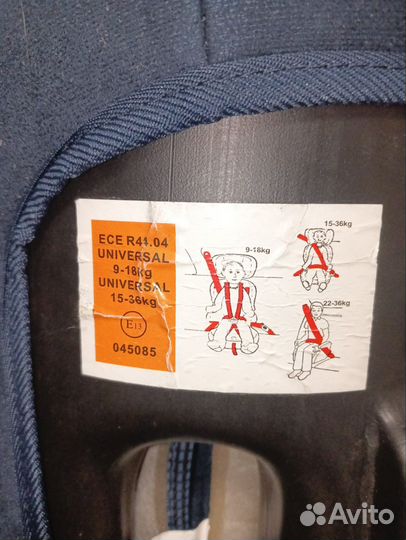 ECE R44.04
UNIVERSAL
9-18kg
UNIVERSAL
15-36kg
E13
045085
9-18kg
15-36kg
22-36kg
Avito